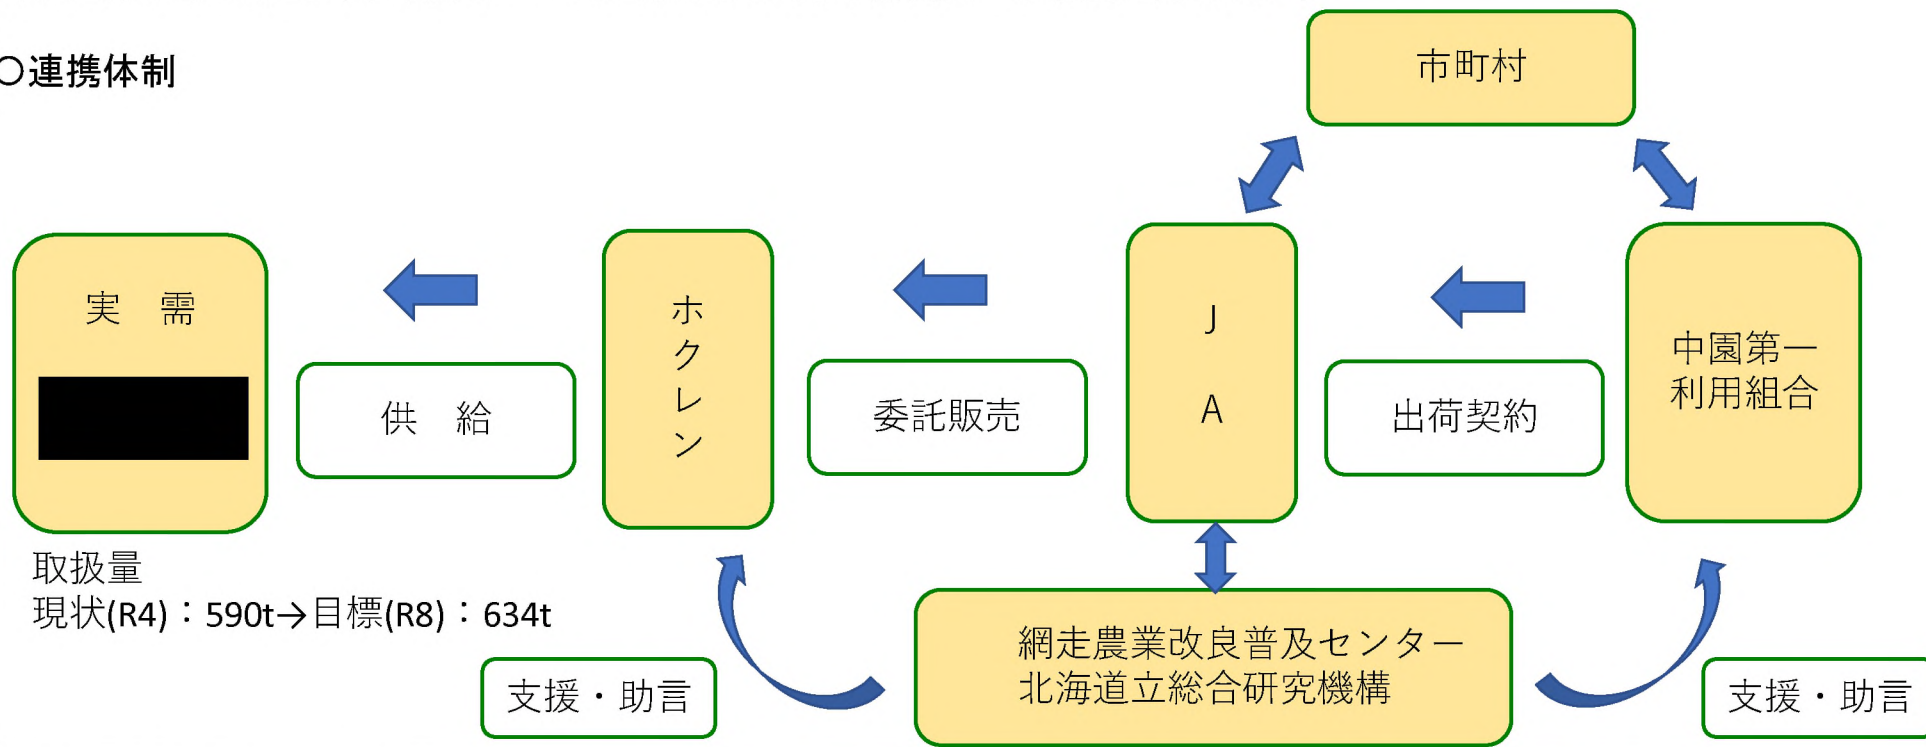 ○連携体制
市町村
実　需
供　給
ホクレン
委託販売
JA
出荷契約
中園第一
利用組合
取扱量
現状(R4)：590t→目標(R8)：634t
支援・助言
網走農業改良普及センター
北海道立総合研究機構
支援・助言